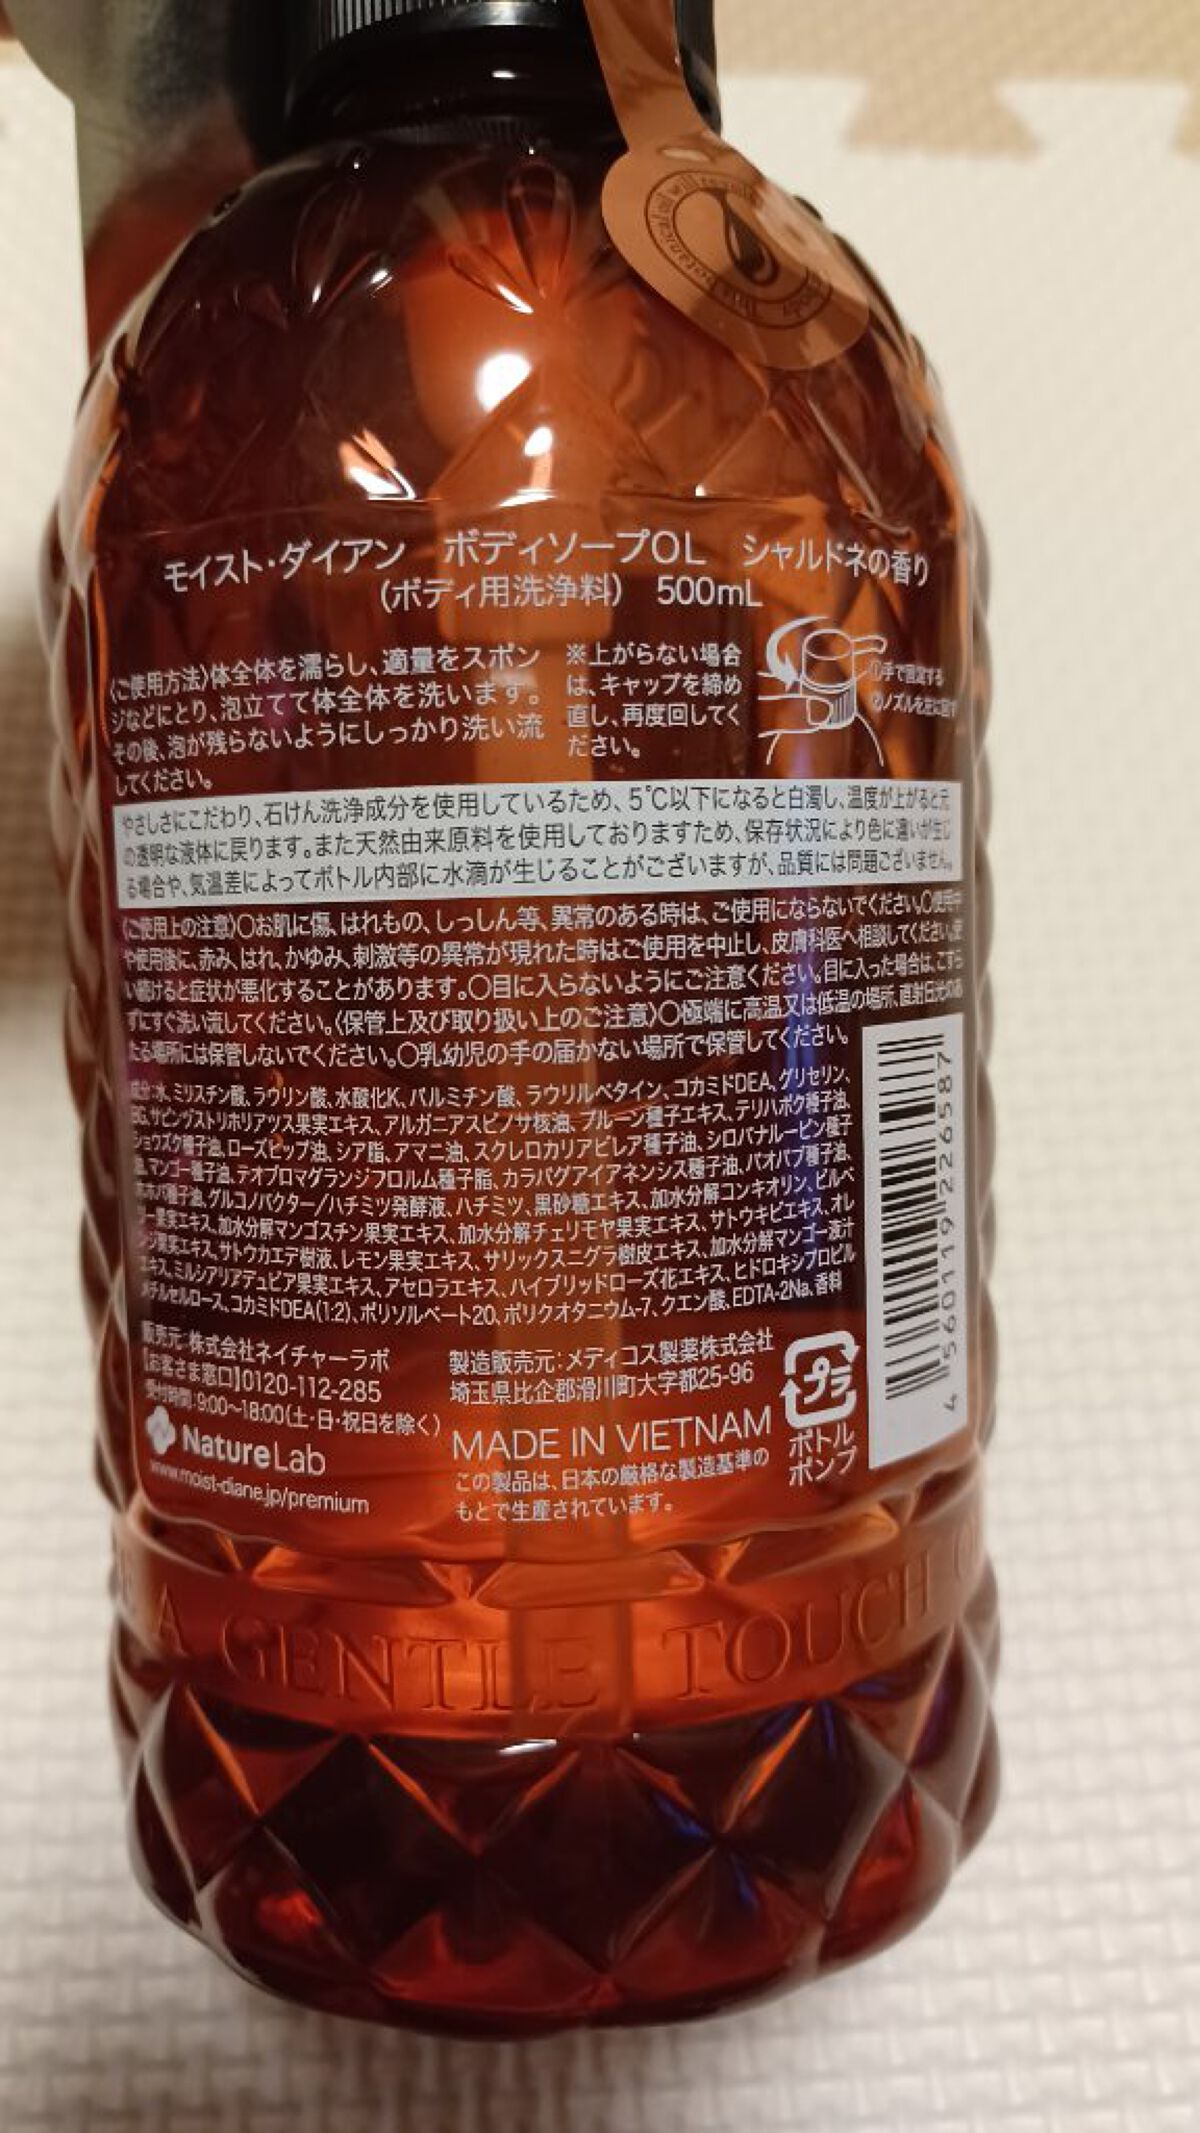 モイスト・ダイアン　ボディソープOL　シャルドネの香り
(ボディ用洗浄料)　500mL
〈ご使用方法〉体全体を濡らし、適量をスポン
ジなどにとり、泡立てて体全体を洗います。
その後、泡が残らないようにしっかり洗い流
してください。
※上がらない場合
は、キャップを締め
直し、再度回してく
ださい。
①手で固定する
②ノズルを左に回す
やさしさにこだわり、石けん洗浄成分を使用しているため、5℃以下になると白濁し、温度が上がると元
の透明な液体に戻ります。また天然由来原料を使用しておりますため、保存状況により色に違いが生じ
る場合や、気温差によってボトル内部に水滴が生じることがございますが、品質には問題ございません。
〈ご使用上の注意〉〇お肌に傷、はれもの、しっしん等、異常のある時は、ご使用にならないでください。〇使用中
や使用後に、赤み、はれ、かゆみ、刺激等の異常が現れた時はご使用を中止し、皮膚科医へ相談してください。使
い続けると症状が悪化することがあります。〇目に入らないようにご注意ください。目に入った場合は、こすら
ずにすぐ洗い流してください。〈保管上及び取り扱い上のご注意〉〇極端に高温又は低温の場所、直射日光のあ
たる場所には保管しないでください。〇乳幼児の手の届かない場所で保管してください。
成分:水、ミリスチン酸、ラウリン酸、水酸化K、パルミチン酸、ラウリルベタイン、コカミドDEA、グリセリン、
BG、サピンヅストリホリアツス果実エキス、アルガニアスピノサ核油、プルーン種子エキス、テリハボク種子油、
ショウズク種子油、ローズヒップ油、シア脂、アマニ油、スクレロカリアビレア種子油、シロバナルーピン種子
油、マンゴー種子油、テオブロマグランジフロルム種子脂、カラパグアイアネンシス種子油、バオバブ種子油、
ホホバ種子油、グルコノバクター/ハチミツ発酵液、ハチミツ、黒砂糖エキス、加水分解コンキオリン、ビルベ
リー果実エキス、加水分解マンゴスチン果実エキス、加水分解チェリモヤ果実エキス、サトウキビエキス、オレ
ンジ果実エキス、サトウカエデ樹液、レモン果実エキス、サリックスニグラ樹皮エキス、加水分解マンゴー液汁
エキス、ミルシアリアデュビア果実エキス、アセロラエキス、ハイブリッドローズ花エキス、ヒドロキシプロピル
メチルセルロース、コカミドDEA(1:2)、ポリソルベート20、ポリクオタニウム-7、クエン酸、EDTA-2Na、香料
販売元:株式会社ネイチャーラボ
【お客さま窓口】0120-112-285
受付時間:9:00〜18:00(土・日・祝日を除く)
NatureLab
www.moist-diane.jp/premium
製造販売元:メディコス製薬株式会社
埼玉県比企郡滑川町大字都25-96
MADE IN VIETNAM
この製品は、日本の厳格な製造基準の
もとで生産されています。
プラ
ボトル
ポンプ
4 560119 226587
A GENTLE TOUCH